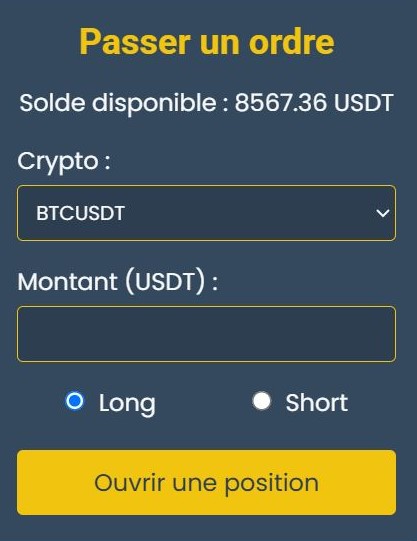 Passer un ordre
Solde disponible : 8567.36 USDT
Crypto :
BTCUSDT
Montant (USDT) :
Long Short
Ouvrir une position